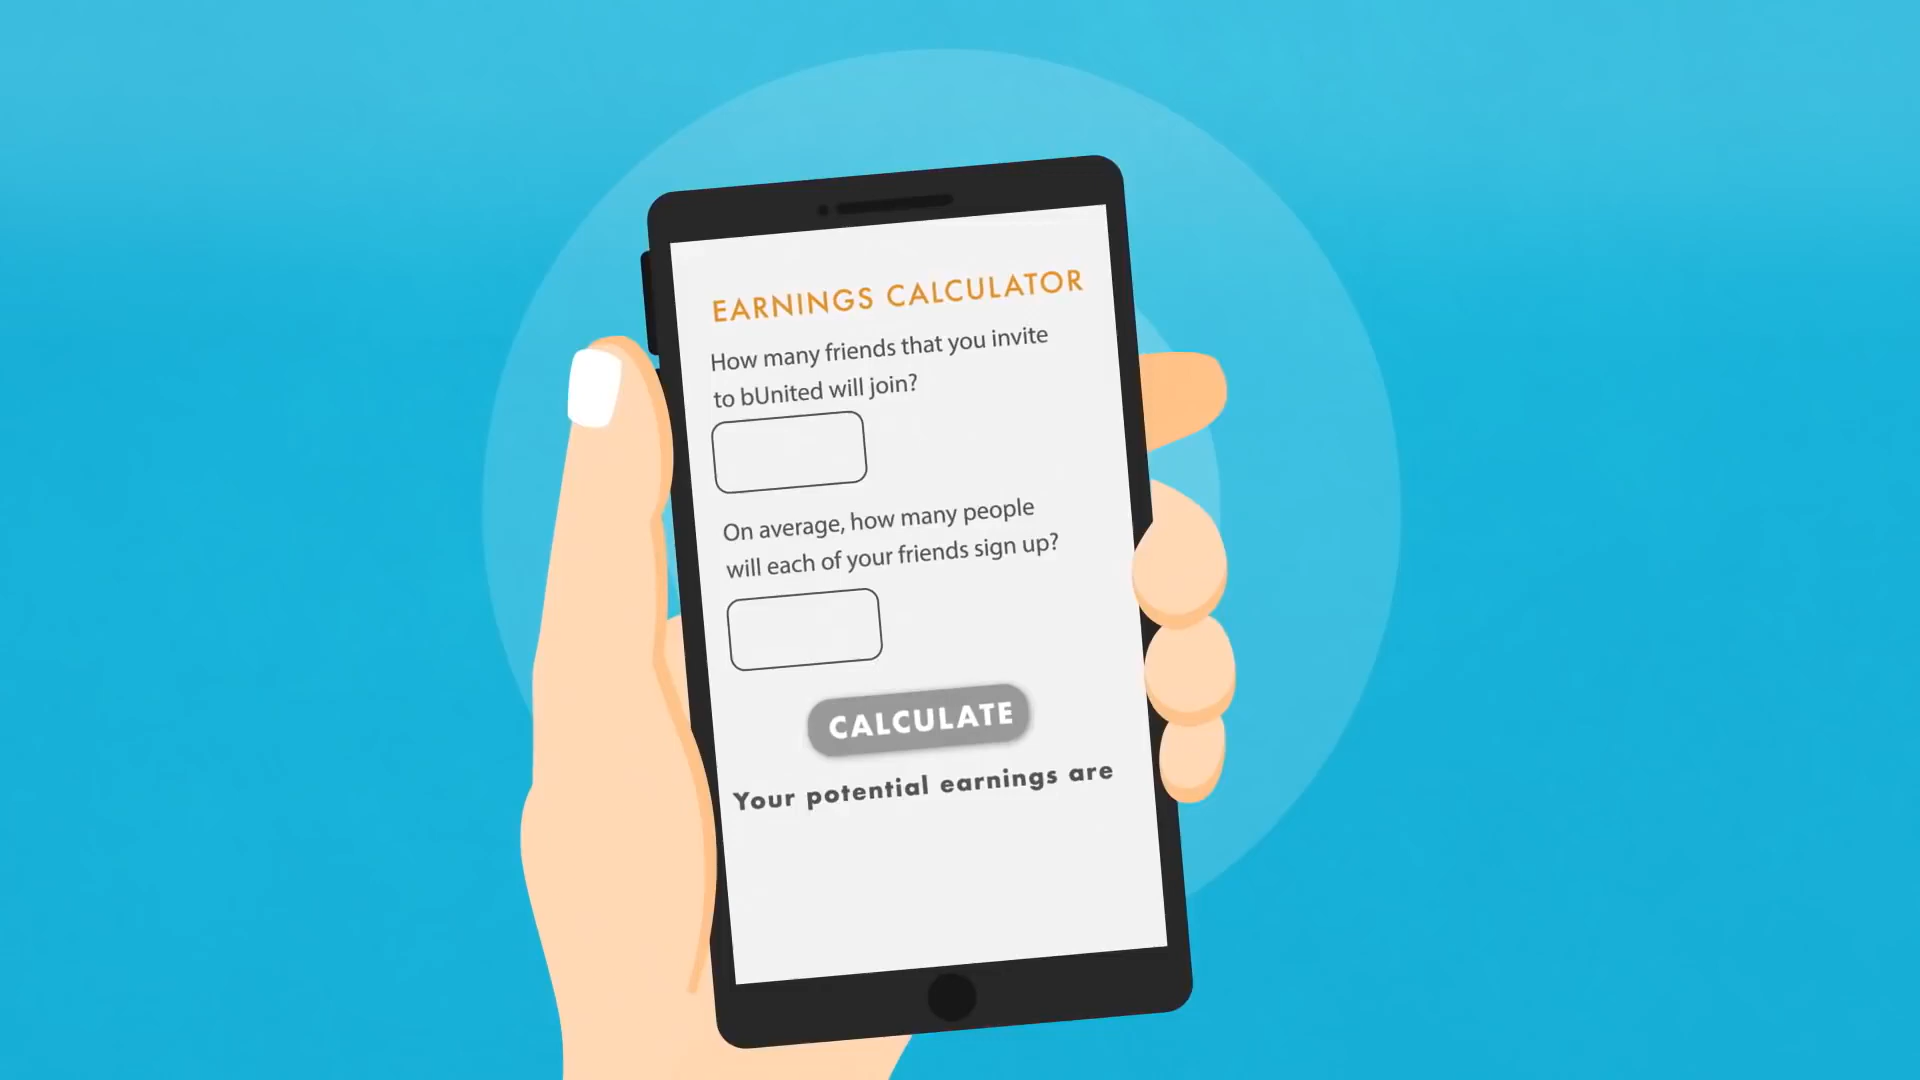 EARNINGS CALCULATOR
How many friends that you invite
to bUnited will join?
On average, how many people
will each of your friends sign up?
CALCULATE
Your potential earnings are